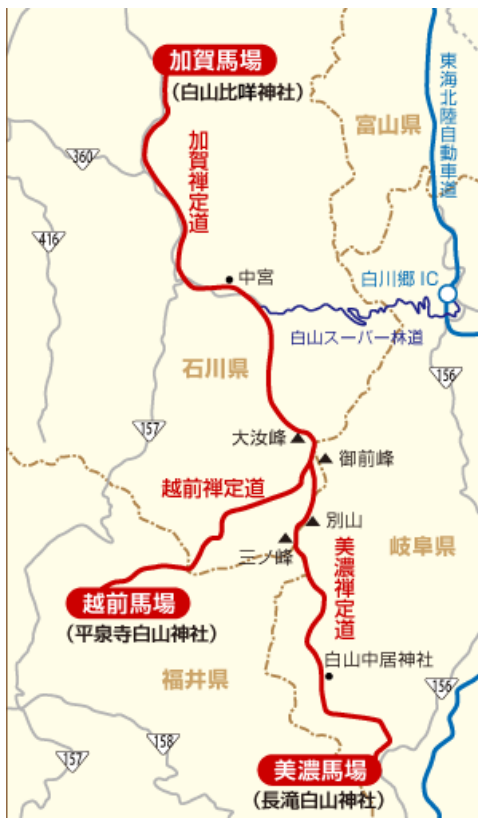 加賀馬場
(白山比咩神社)
加賀禅定道
富山県
東海北陸自動車道
360
416
中宮
白川郷 IC
白山スーパー林道
石川県
156
157
大汝峰
御前峰
越前禅定道
別山
三ノ峰
美濃禅定道
岐阜県
越前馬場
(平泉寺白山神社)
白山中居神社
福井県
156
158
157
美濃馬場
(長滝白山神社)